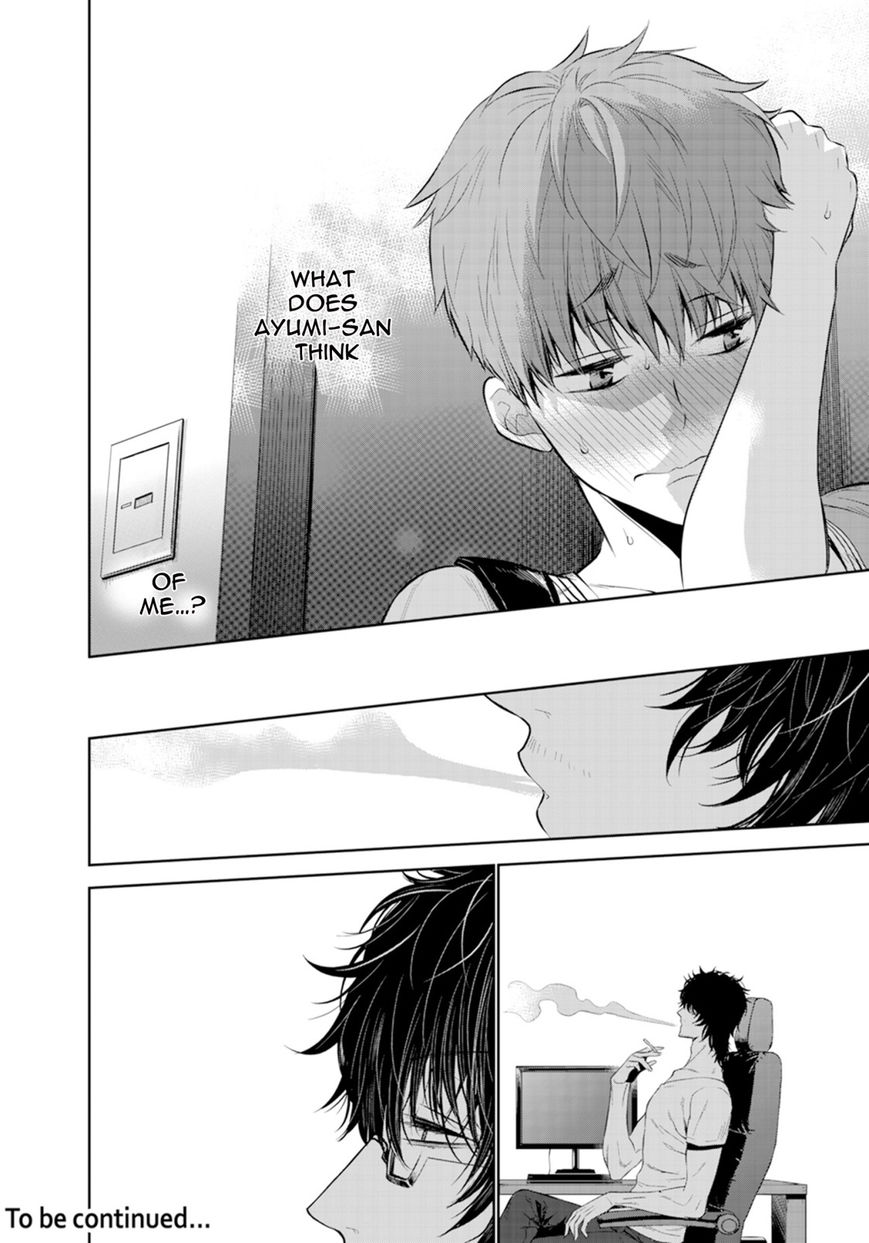 WHAT
DOES
AYUMI-SAN
THINK
OF
ME...?
To be continued...